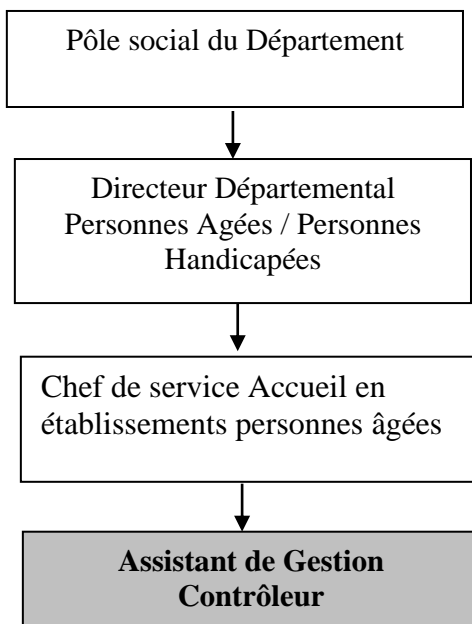 Pôle social du Département
Directeur Départemental
Personnes Agées / Personnes
Handicapées
Chef de service Accueil en
établissements personnes âgées
Assistant de Gestion
Contrôleur